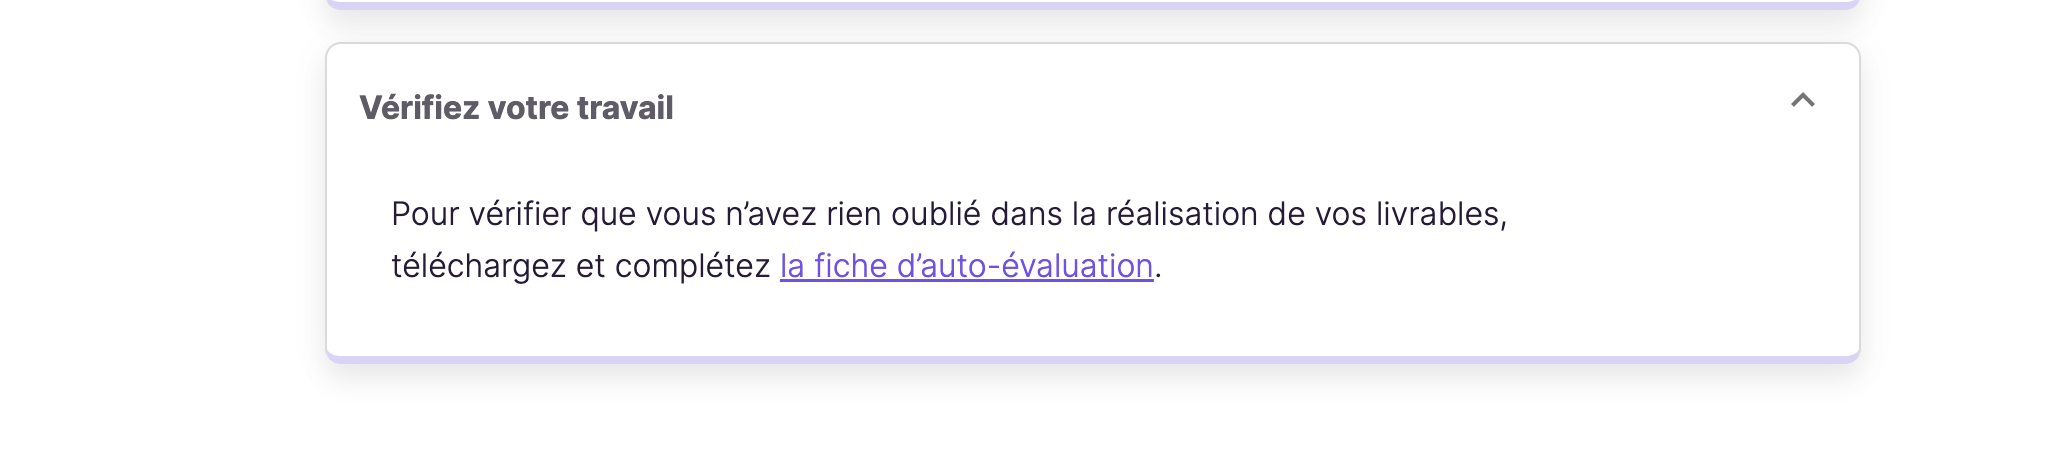 Vérifiez votre travail
Pour vérifier que vous n’avez rien oublié dans la réalisation de vos livrables,
téléchargez et complétez la fiche d’auto-évaluation.